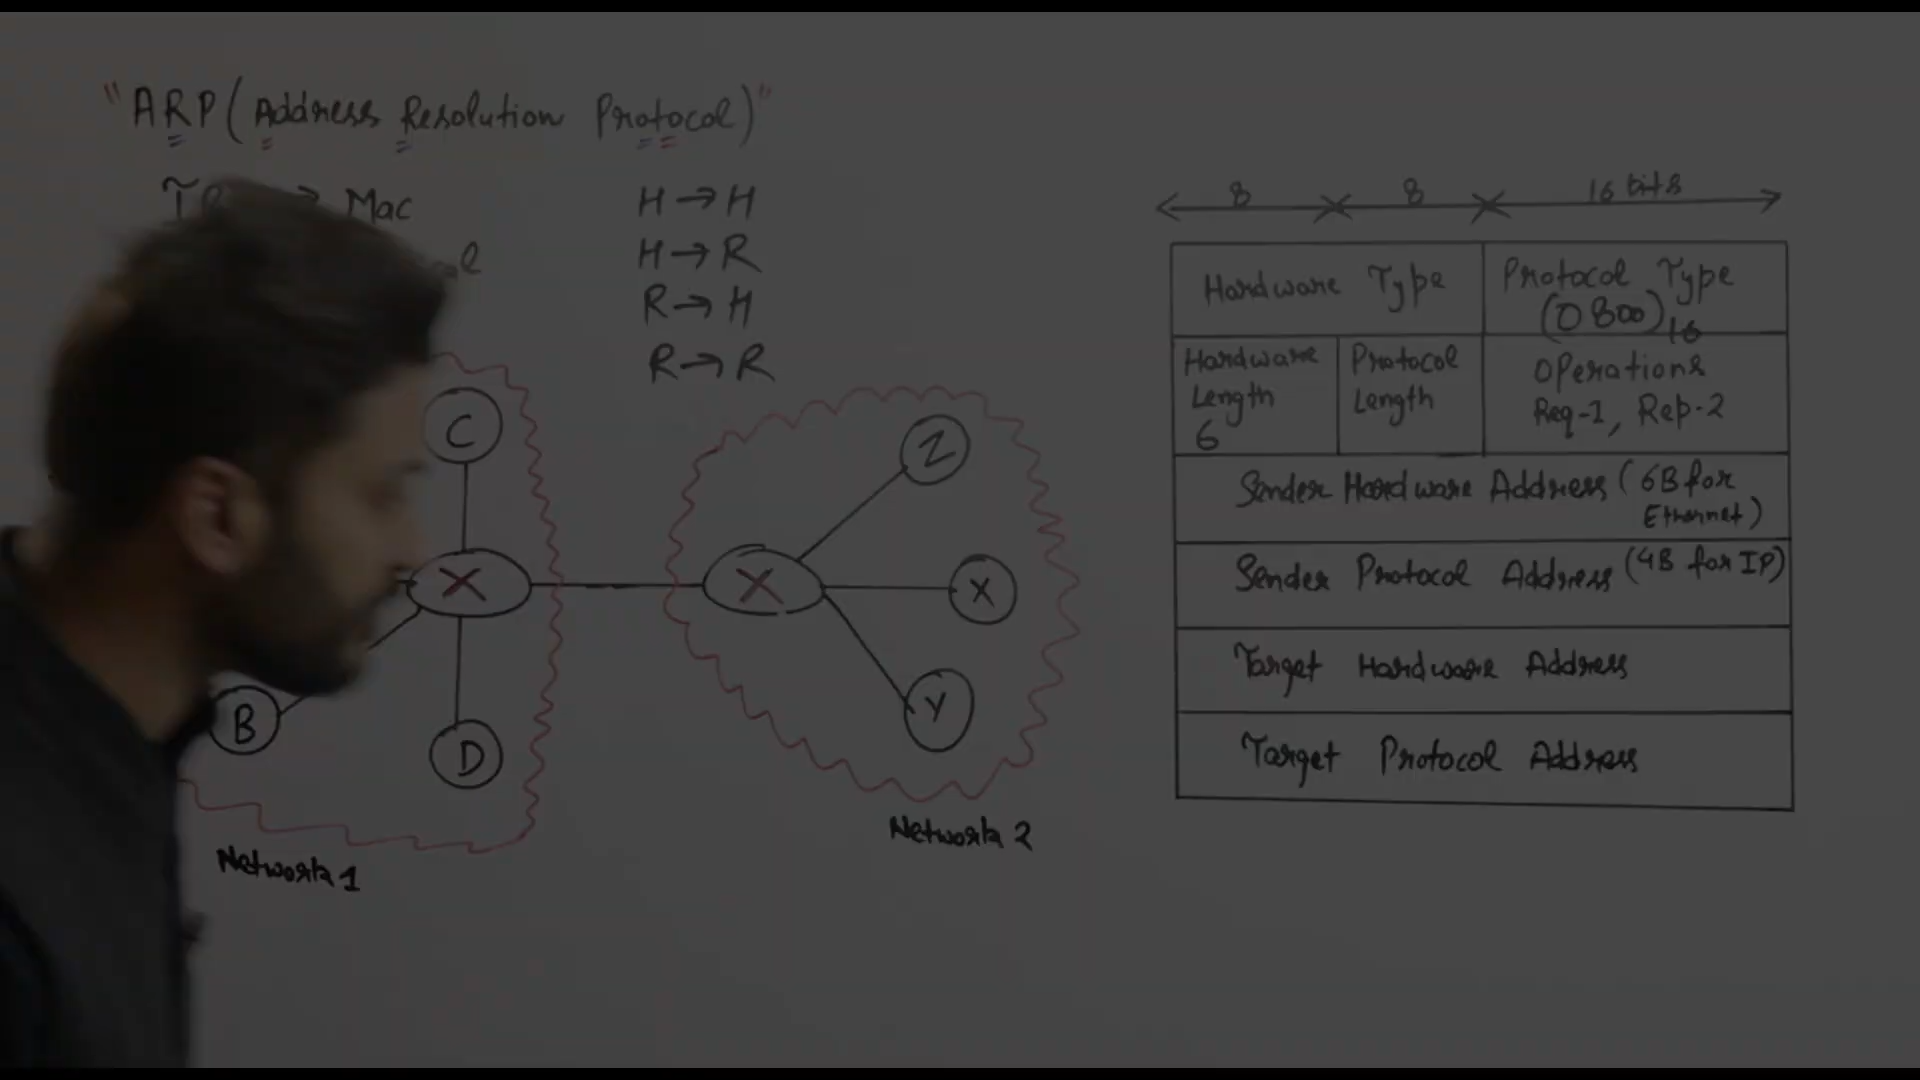 "ARP (Address Resolution Protocol)"
Mac
H → H
H → R
R → H
R → R
C
B
D
Network 1
Z
X
Y
Network 2
8 8 16 bits
Hardware Type
Protocol Type
(0800)16
Hardware
Length
6
Protocol
Length
Operations
Req-1, Rep-2
Sender Hardware Address (6B for
Ethernet)
Sender Protocol Address (4B for IP)
Target Hardware Address
Target Protocol Address